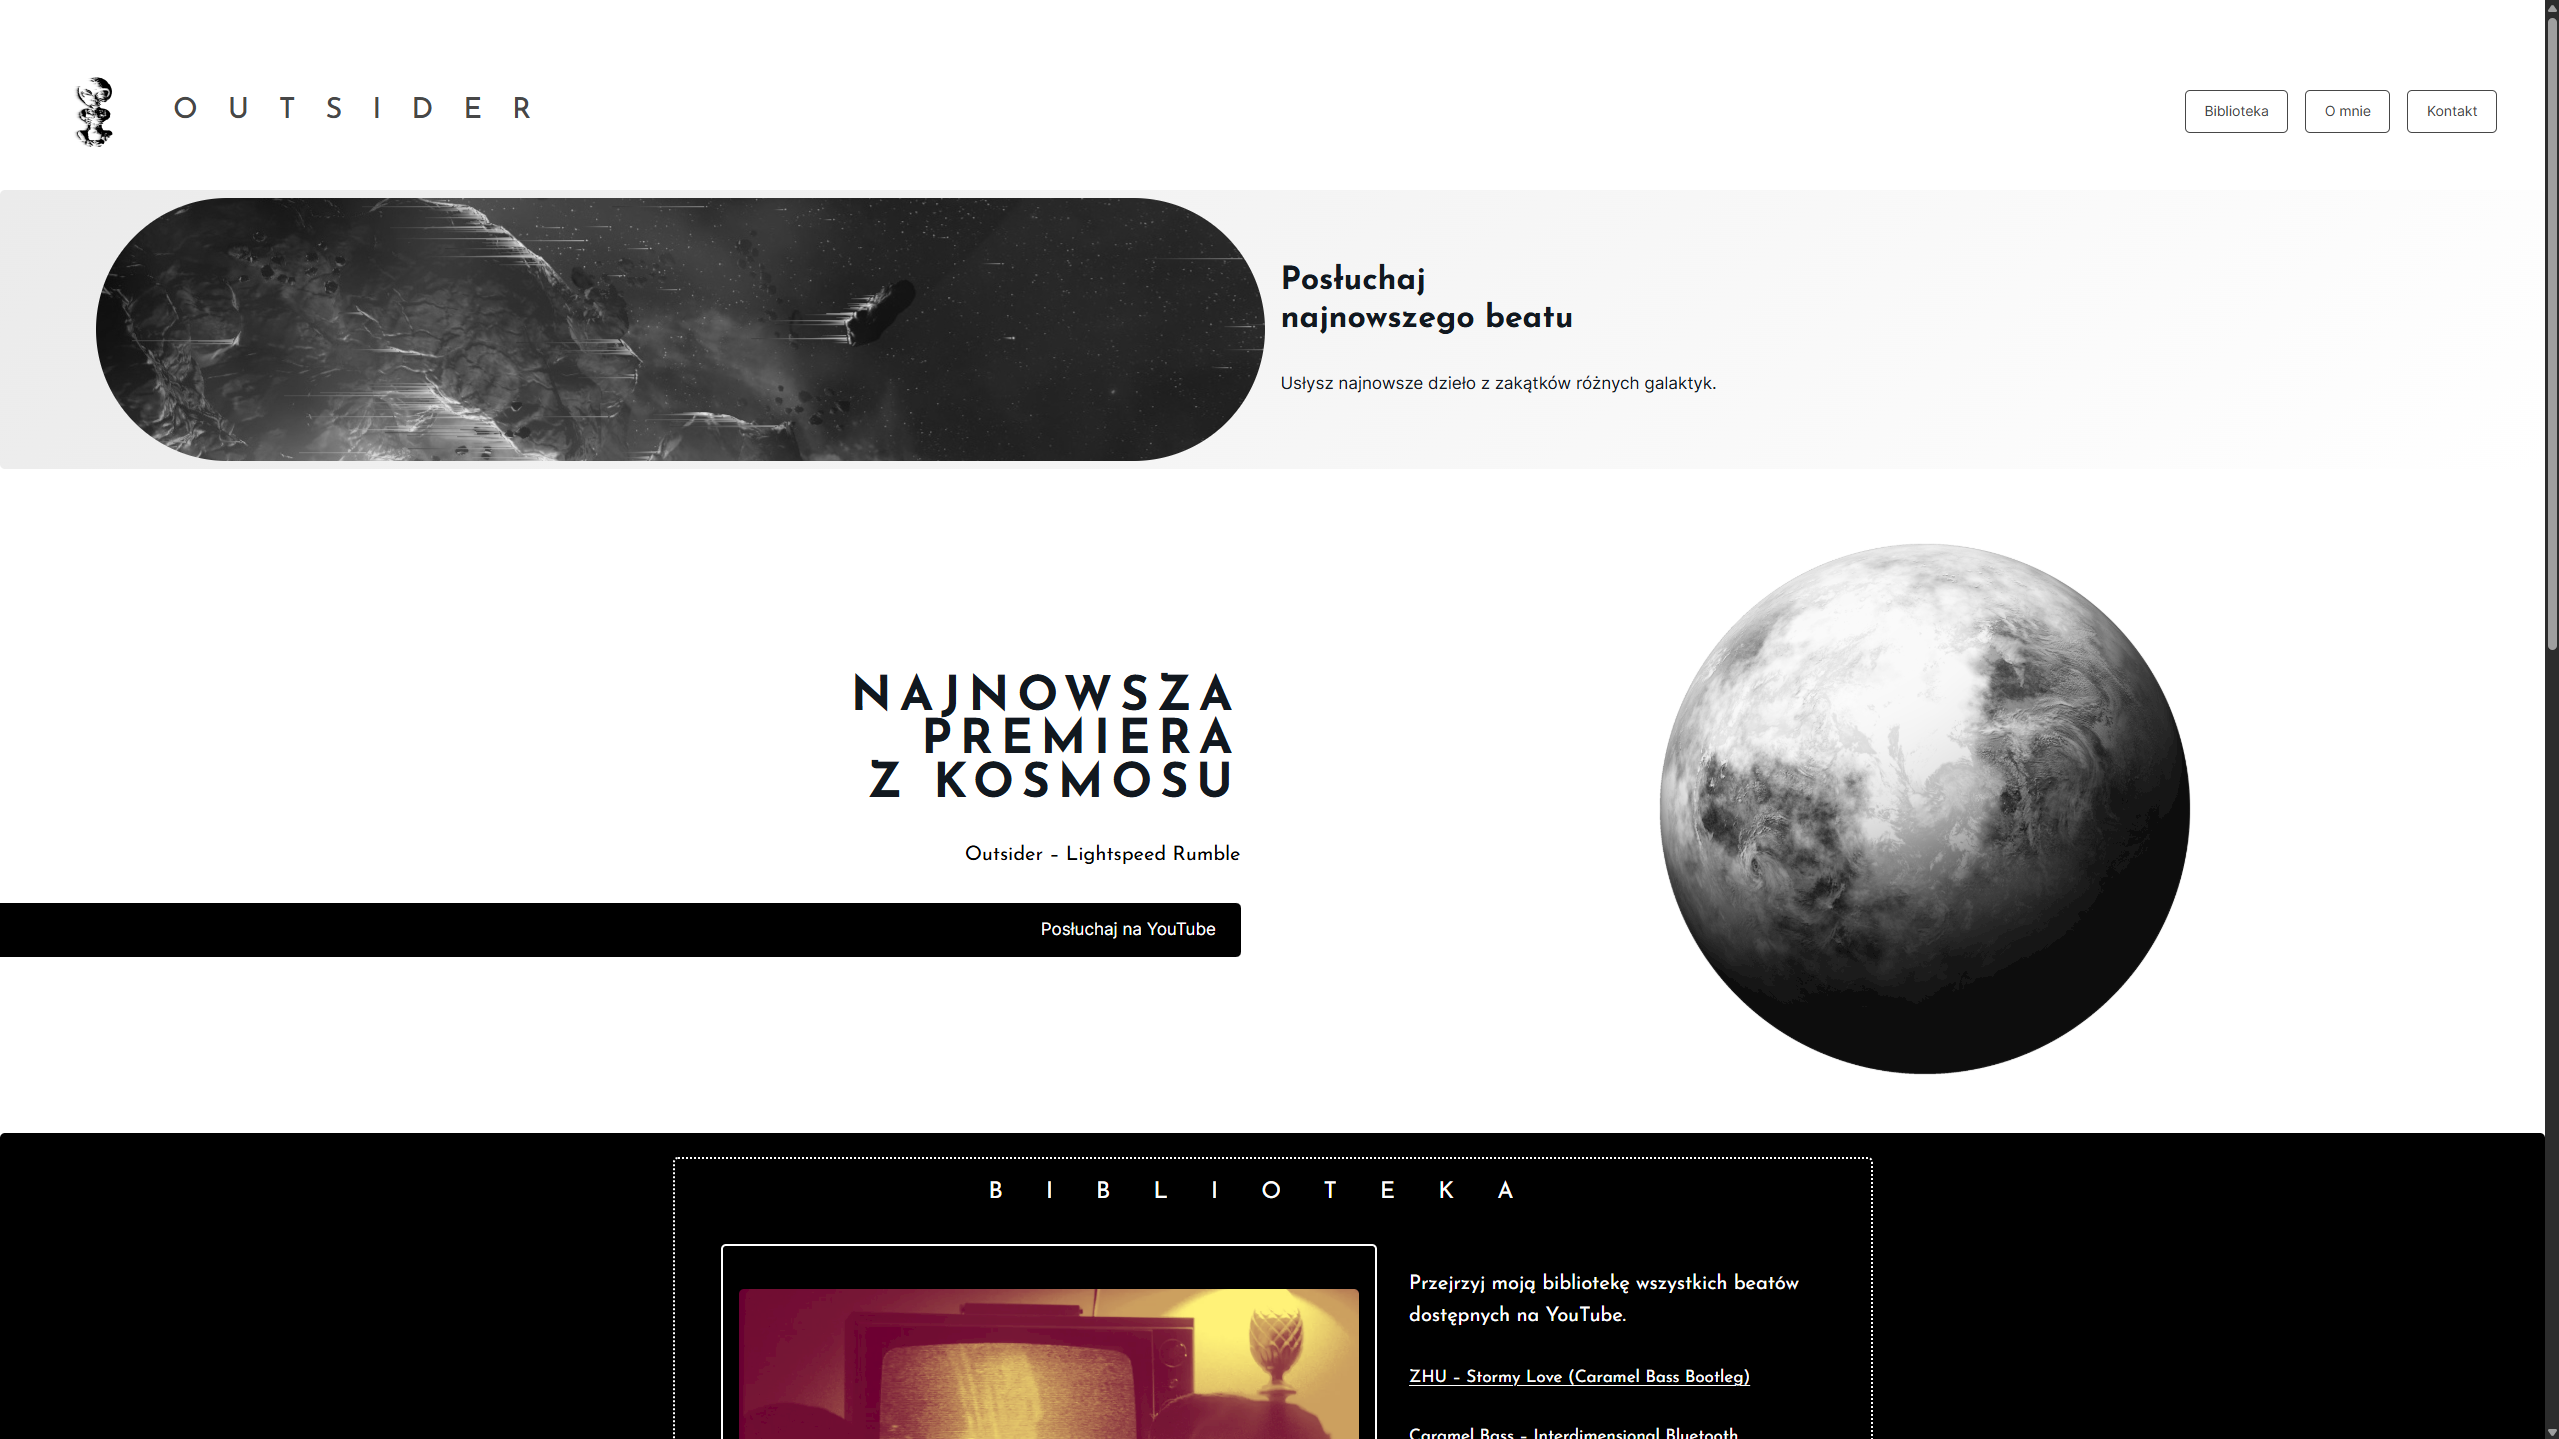 OUTSIDER
Biblioteka
O mnie
Kontakt
Posłuchaj
najnowszego beatu
Usłysz najnowsze dzieło z zakątków różnych galaktyk.
NAJNOWSZA
PREMIERA
Z KOSMOSU
Outsider – Lightspeed Rumble
Posłuchaj na YouTube
BIBLIOTEKA
Przejrzyj moją bibliotekę wszystkich beatów
dostępnych na YouTube.
ZHU – Stormy Love (Caramel Bass Bootleg)
Caramel Bass – Interdimensional Bluetooth